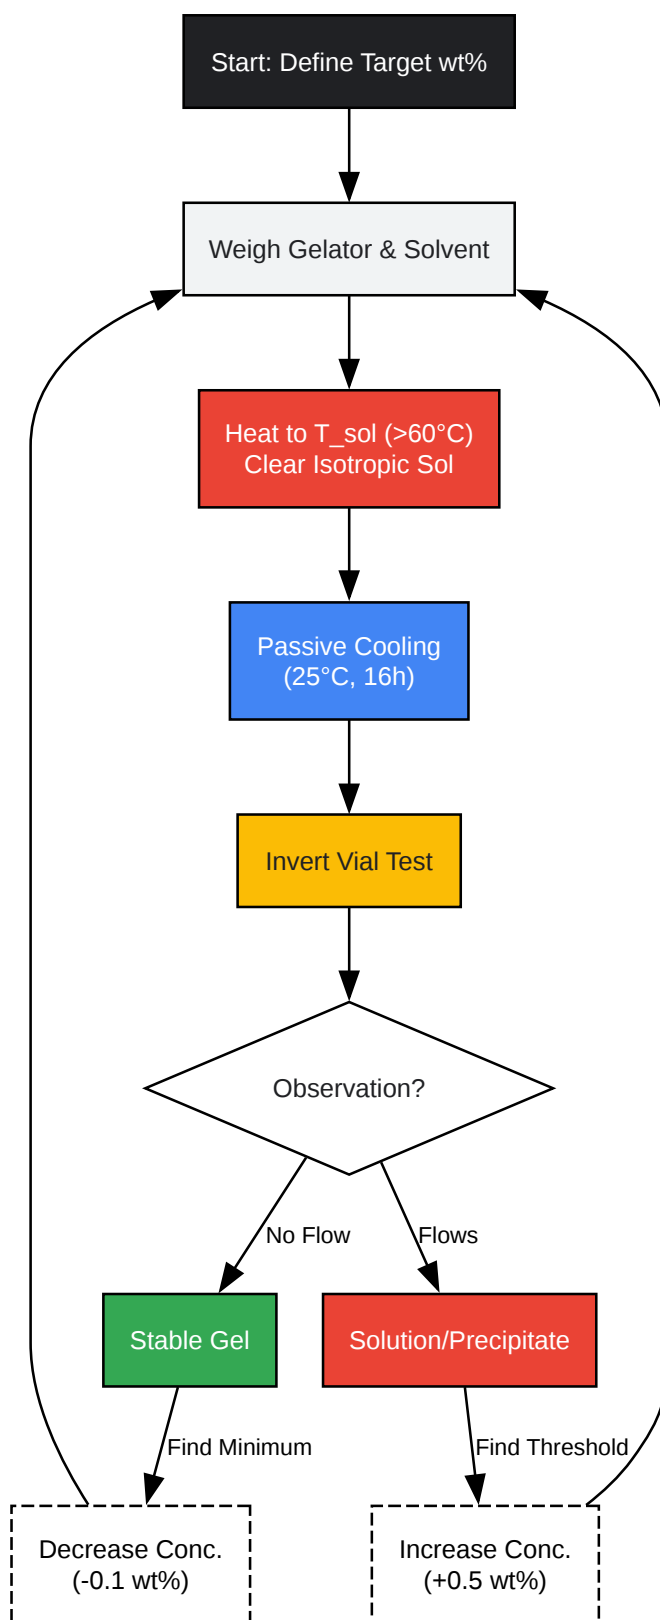 Start: Define Target wt%
Weigh Gelator & Solvent
Heat to T_sol (>60°C)
Clear Isotropic Sol
Passive Cooling
(25°C, 16h)
Invert Vial Test
Observation?
No Flow
Flows
Stable Gel
Solution/Precipitate
Find Minimum
Find Threshold
Decrease Conc.
(-0.1 wt%)
Increase Conc.
(+0.5 wt%)